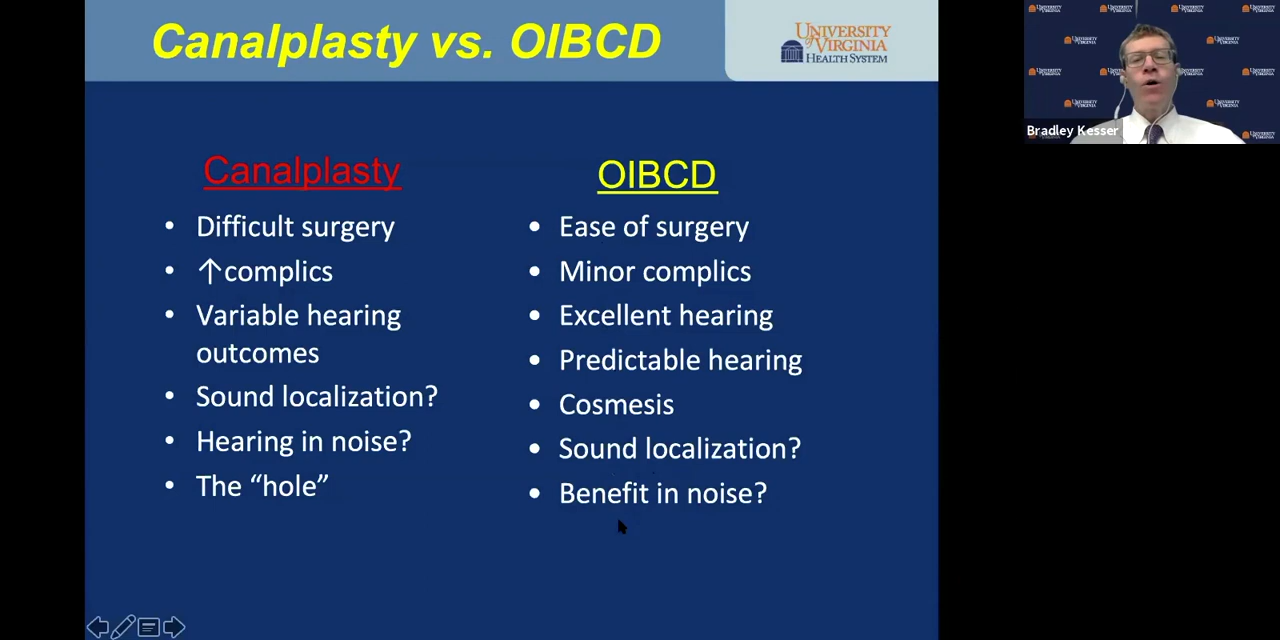 Canalplasty vs. OIBCD
UNIVERSITY
of VIRGINIA
HEALTH SYSTEM
Canalplasty
• Difficult surgery
• ↑complics
• Variable hearing
outcomes
• Sound localization?
• Hearing in noise?
• The “hole”
OIBCD
• Ease of surgery
• Minor complics
• Excellent hearing
• Predictable hearing
• Cosmesis
• Sound localization?
• Benefit in noise?
Bradley Kesser